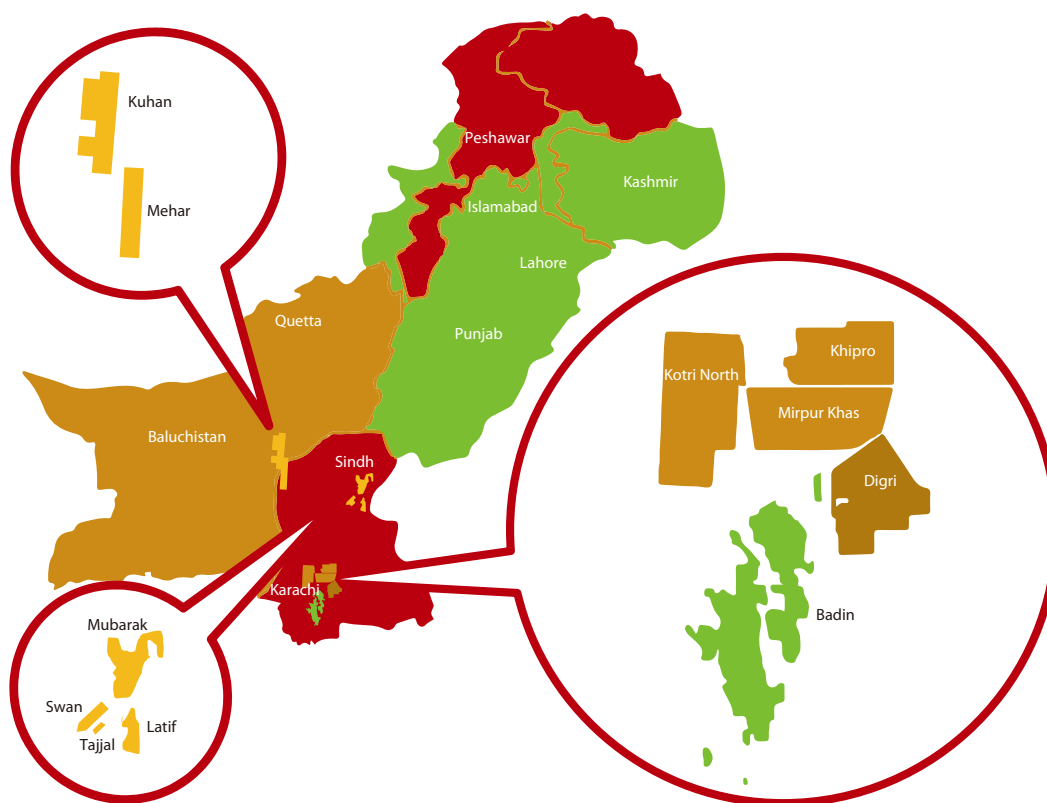 Kuhan
Mehar
Peshawar
Kashmir
Islamabad
Lahore
Quetta
Punjab
Baluchistan
Sindh
Karachi
Khipro
Kotri North
Mirpur Khas
Digri
Badin
Mubarak
Swan
Latif
Tajjal